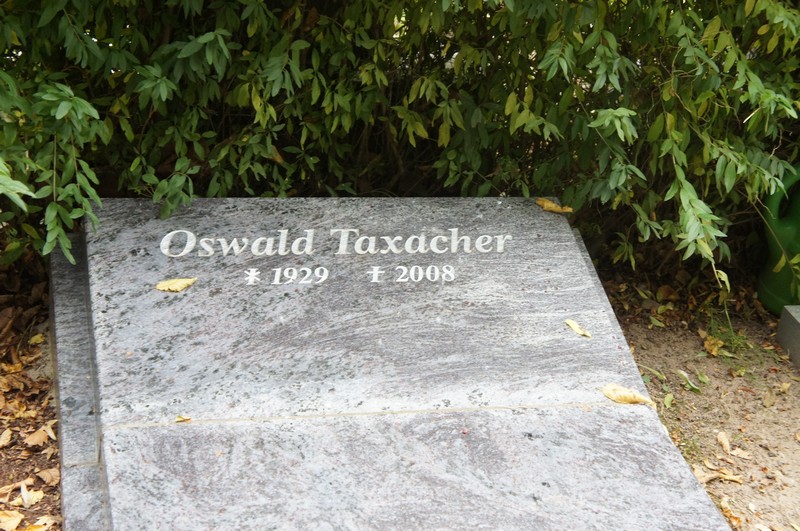 Oswald Taxacher
* 1929 † 2008